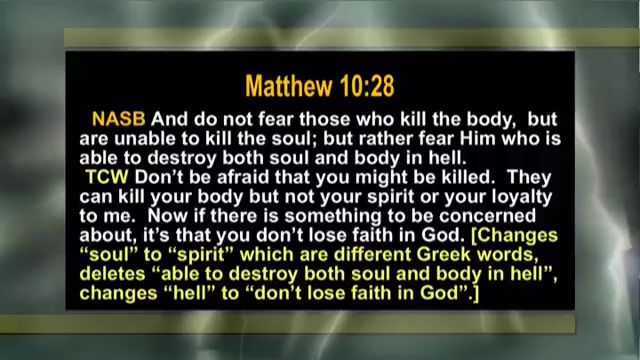 Matthew 10:28
NASB And do not fear those who kill the body, but
are unable to kill the soul; but rather fear Him who is
able to destroy both soul and body in hell.
TCW Don't be afraid that you might be killed. They
can kill your body but not your spirit or your loyalty
to me. Now if there is something to be concerned
about, it's that you don't lose faith in God. [Changes
“soul” to “spirit” which are different Greek words,
deletes “able to destroy both soul and body in hell”,
changes “hell” to “don't lose faith in God”.]